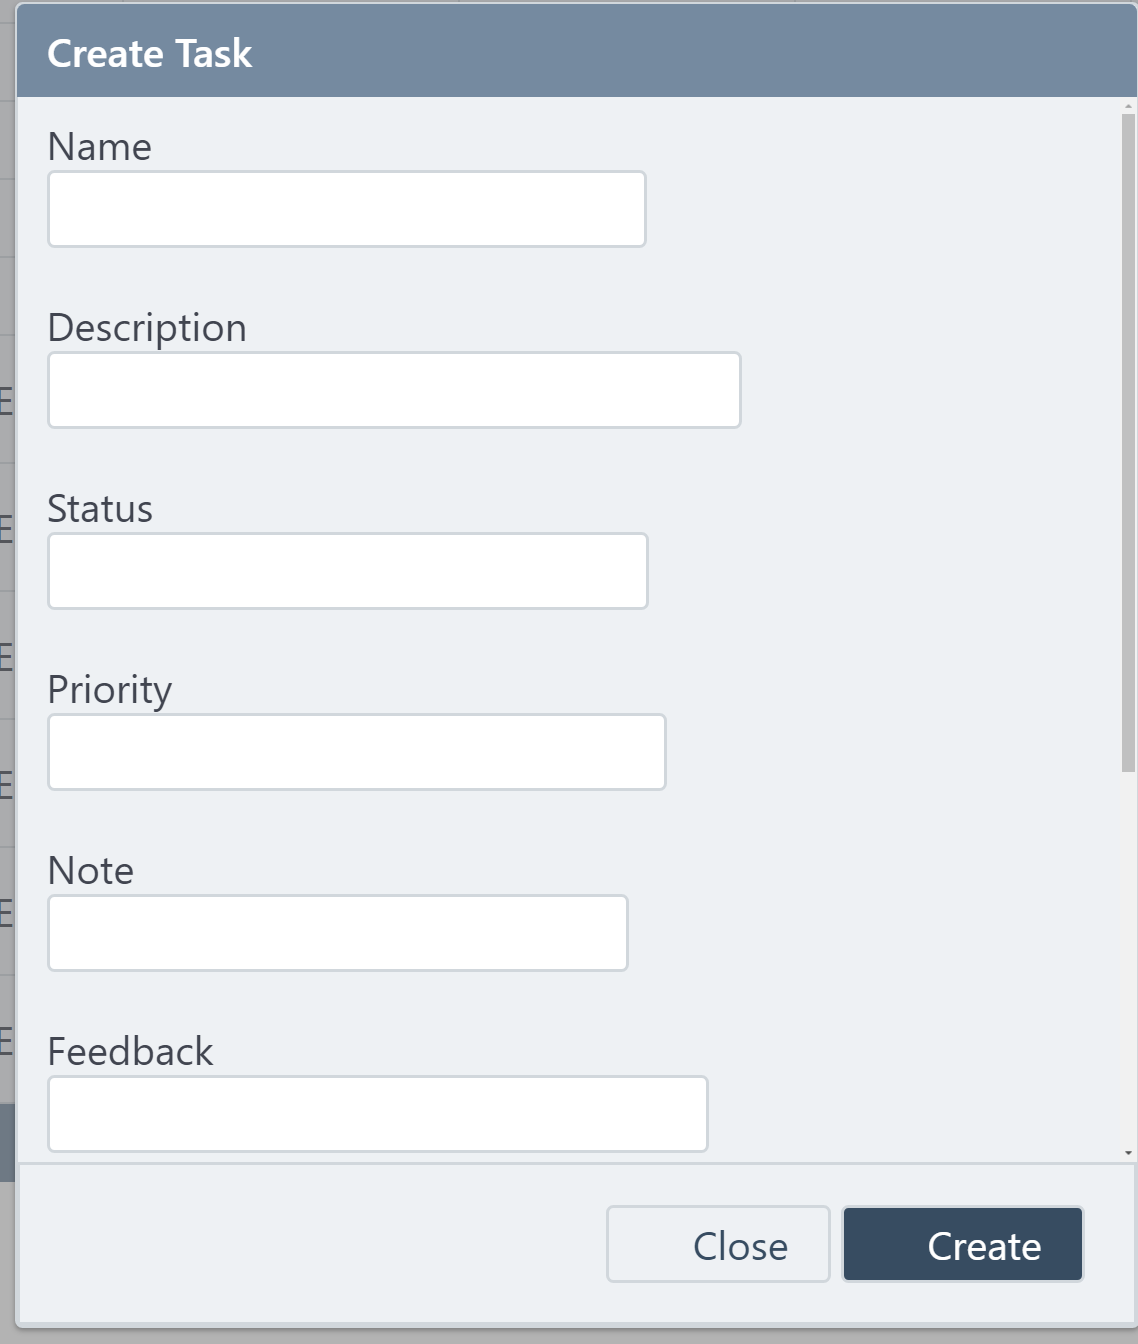 Create Task
Name
Description
Status
Priority
Note
Feedback
Close
Create